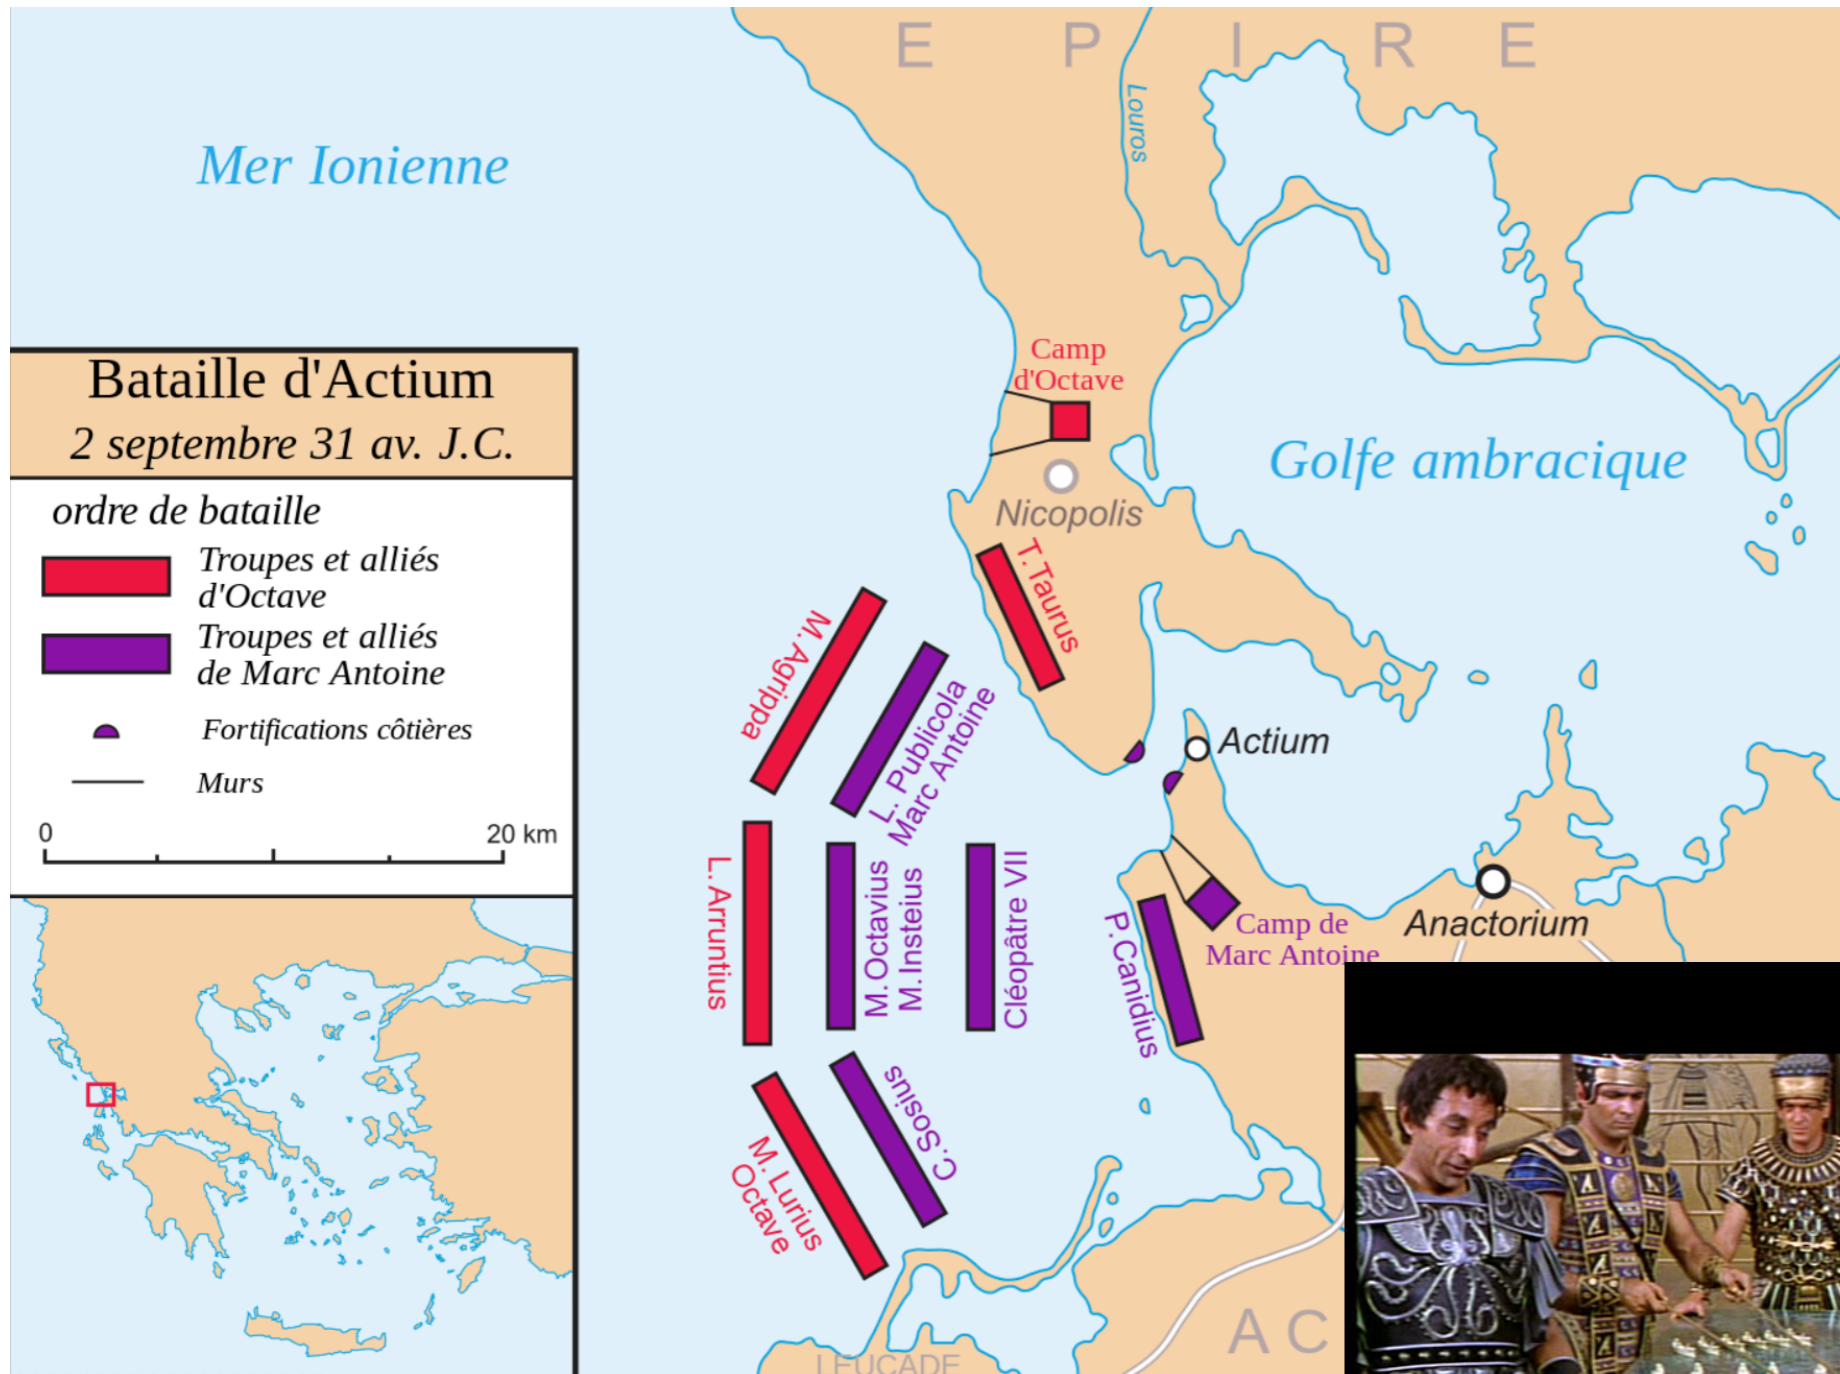 E P I R E
Louros
Mer Ionienne
Camp
d'Octave
Bataille d'Actium
2 septembre 31 av. J.C.
Golfe ambracique
ordre de bataille
Nicopolis
Troupes et alliés
d'Octave
T.Taurus
Troupes et alliés
de Marc Antoine
M. Agrippa
L. Publicola
Marc Antoine
Fortifications côtières
Actium
Murs
0 20 km
L. Arruntius
M.Octavius
M. Insteius
Cléopâtre VII
P.Canidius
Camp de
Marc Antoine
Anactorium
C.Sosius
M. Lurius
Octave
A C
LEUCADE